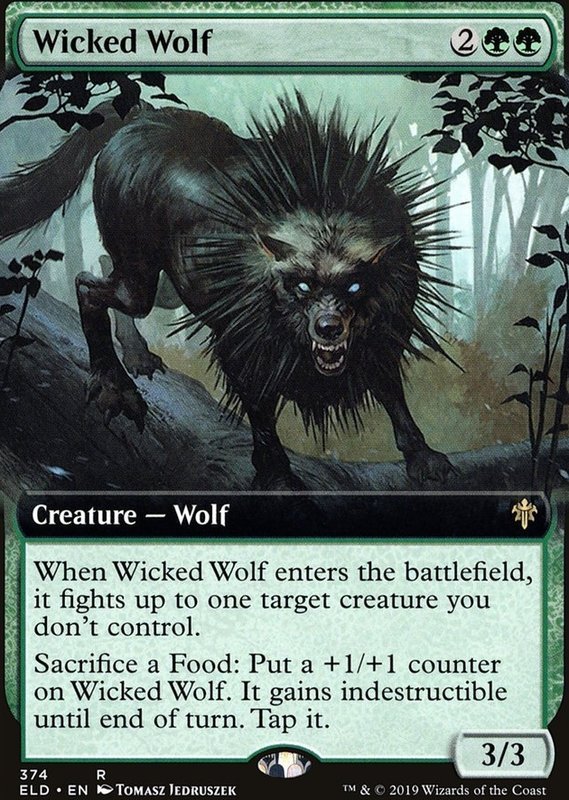 Wicked Wolf 2
Creature — Wolf
When Wicked Wolf enters the battlefield,
it fights up to one target creature you
don't control.
Sacrifice a Food: Put a +1/+1 counter
on Wicked Wolf. It gains indestructible
until end of turn. Tap it.
3/3
374 R
ELD • EN Tomasz Jedruszek
™ & © 2019 Wizards of the Coast